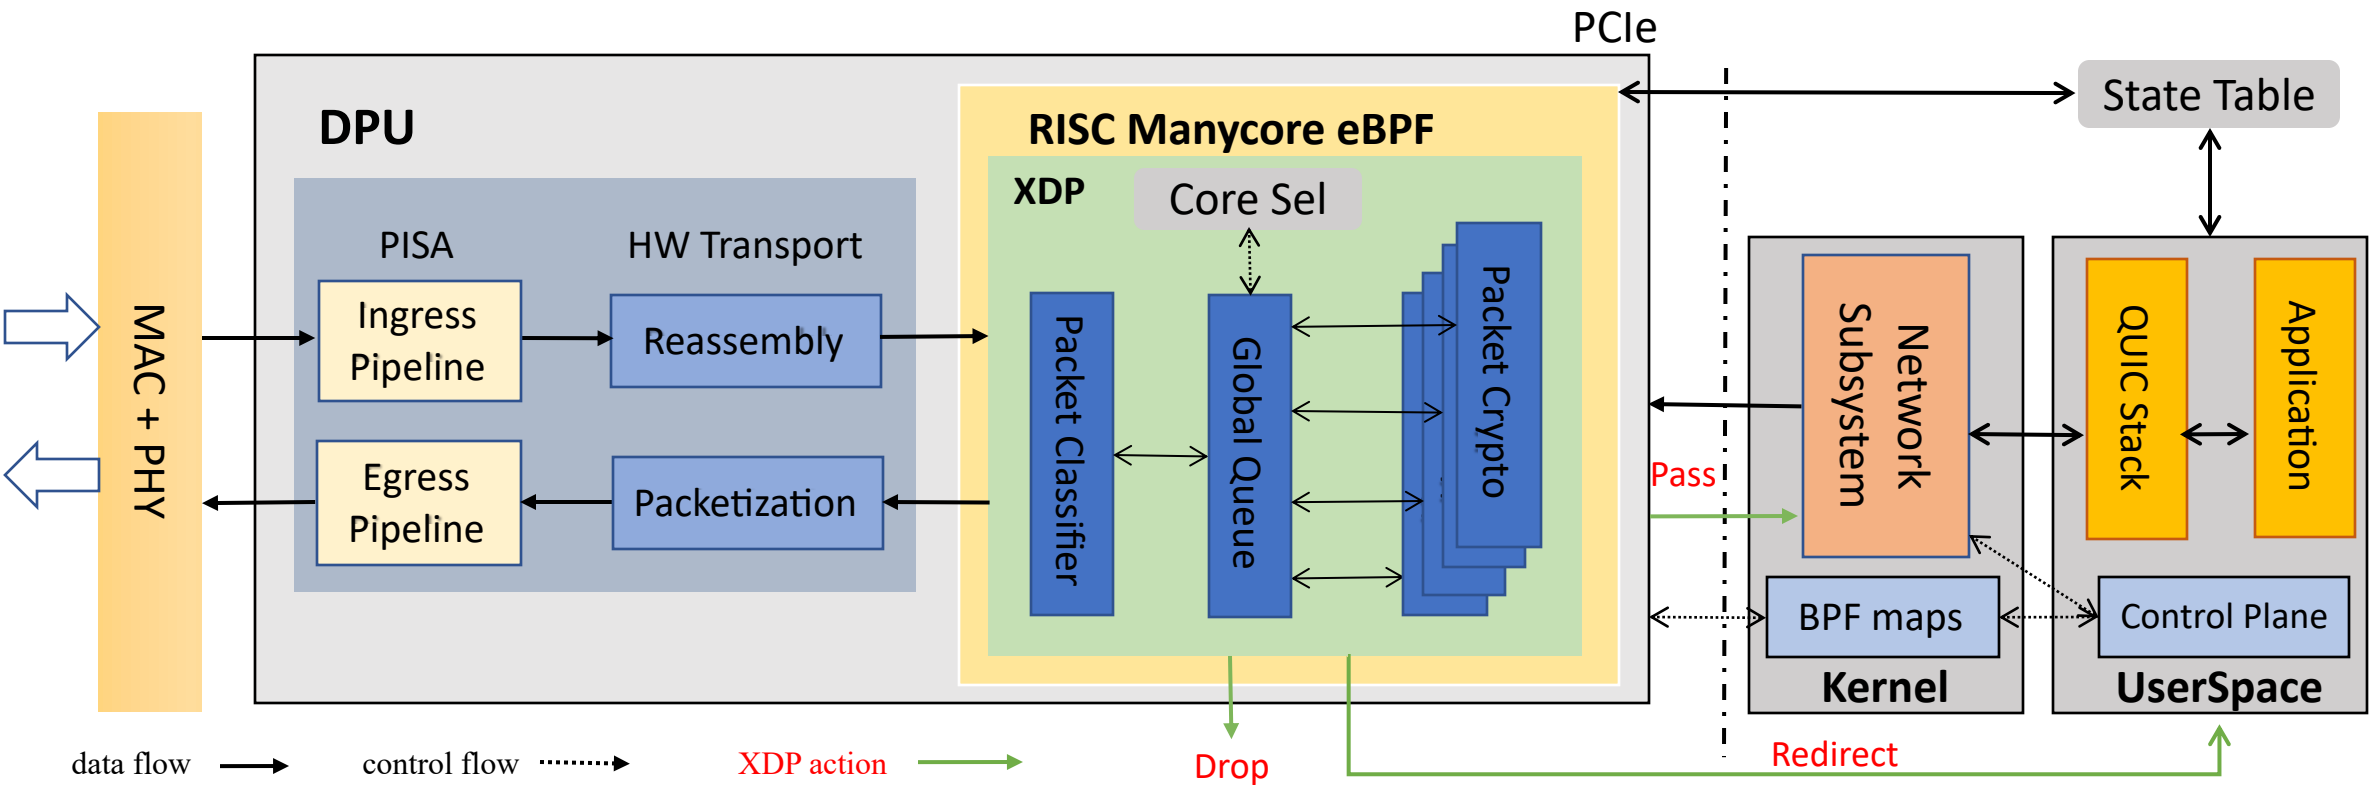 PCIe
State Table
DPU
RISC Manycore eBPF
XDP
Core Sel
PISA
HW Transport
MAC + PHY
Ingress
Pipeline
Reassembly
Egress
Pipeline
Packetization
Packet Classifier
Global Queue
Packet Crypto
Pass
Network
Subsystem
QUIC Stack
Application
BPF maps
Control Plane
Kernel
UserSpace
data flow
control flow
XDP action
Drop
Redirect